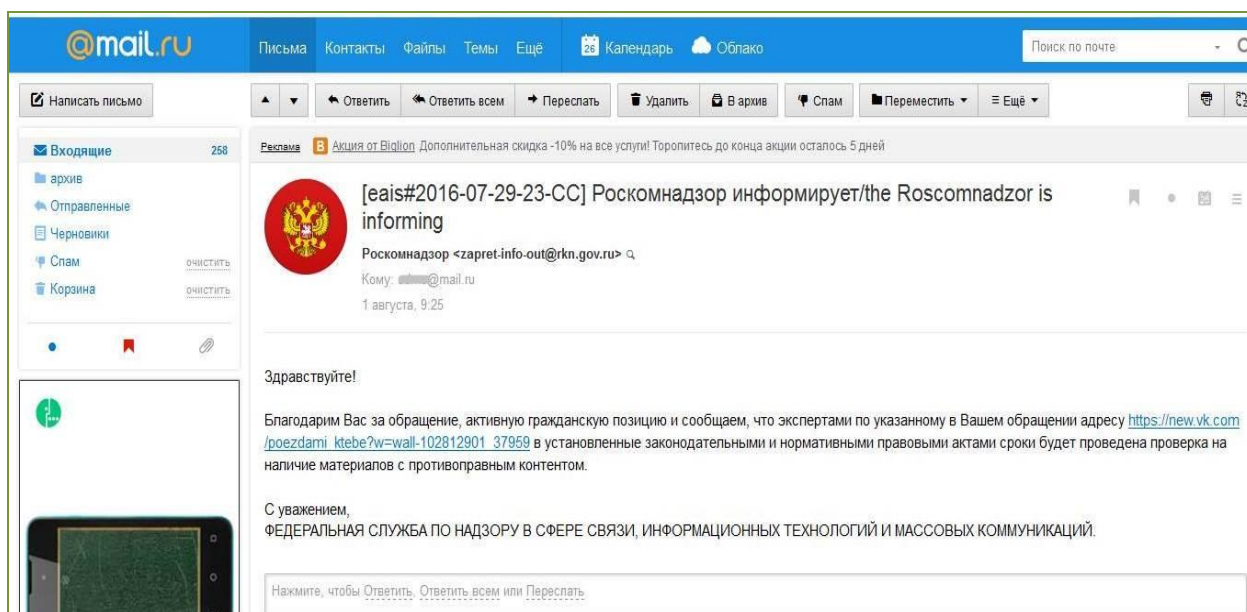 @mail.ru
Письма Контакты Файлы Темы Ещё 26 Календарь Облако
Поиск по почте
Написать письмо
Ответить Ответить всем Переслать Удалить В архив Спам Переместить Ещё
Входящие 258
архив
Отправленные
Черновики
Спам очистить
Корзина очистить
Реклама B Акция от Biglion Дополнительная скидка -10% на все услуги! Торопитесь до конца акции осталось 5 дней
[eais#2016-07-29-23-CC] Роскомнадзор информирует/the Roscomnadzor is
informing
Роскомнадзор <zapret-info-out@rkn.gov.ru>
Кому: @mail.ru
1 августа, 9:25
Здравствуйте!
Благодарим Вас за обращение, активную гражданскую позицию и сообщаем, что экспертами по указанному в Вашем обращении адресу https://new.vk.com
/poezdami_ktebe?w=wall-102812901_37959 в установленные законодательными и нормативными правовыми актами сроки будет проведена проверка на
наличие материалов с противоправным контентом.
С уважением,
ФЕДЕРАЛЬНАЯ СЛУЖБА ПО НАДЗОРУ В СФЕРЕ СВЯЗИ, ИНФОРМАЦИОННЫХ ТЕХНОЛОГИЙ И МАССОВЫХ КОММУНИКАЦИЙ.
Нажмите, чтобы Ответить, Ответить всем или Переслать